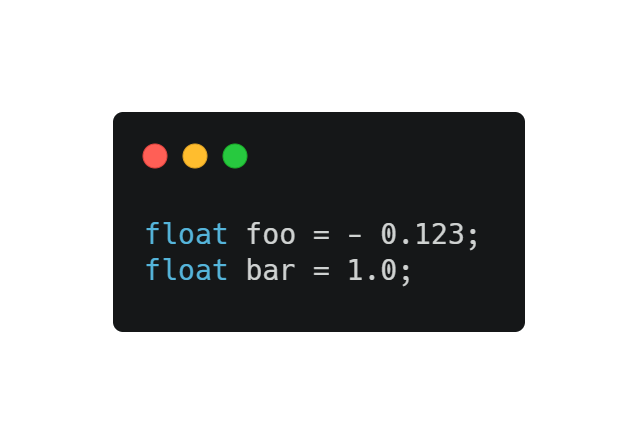 float foo = - 0.123;
float bar = 1.0;